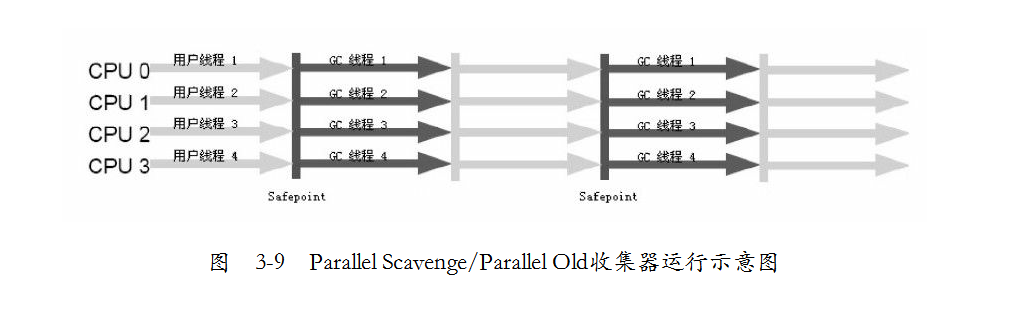 CPU 0 用户线程 1 GC 线程 1 GC 线程 1
CPU 1 用户线程 2 GC 线程 2 GC 线程 2
CPU 2 用户线程 3 GC 线程 3 GC 线程 3
CPU 3 用户线程 4 GC 线程 4 GC 线程 4
Safepoint Safepoint
图 3-9 Parallel Scavenge/Parallel Old收集器运行示意图